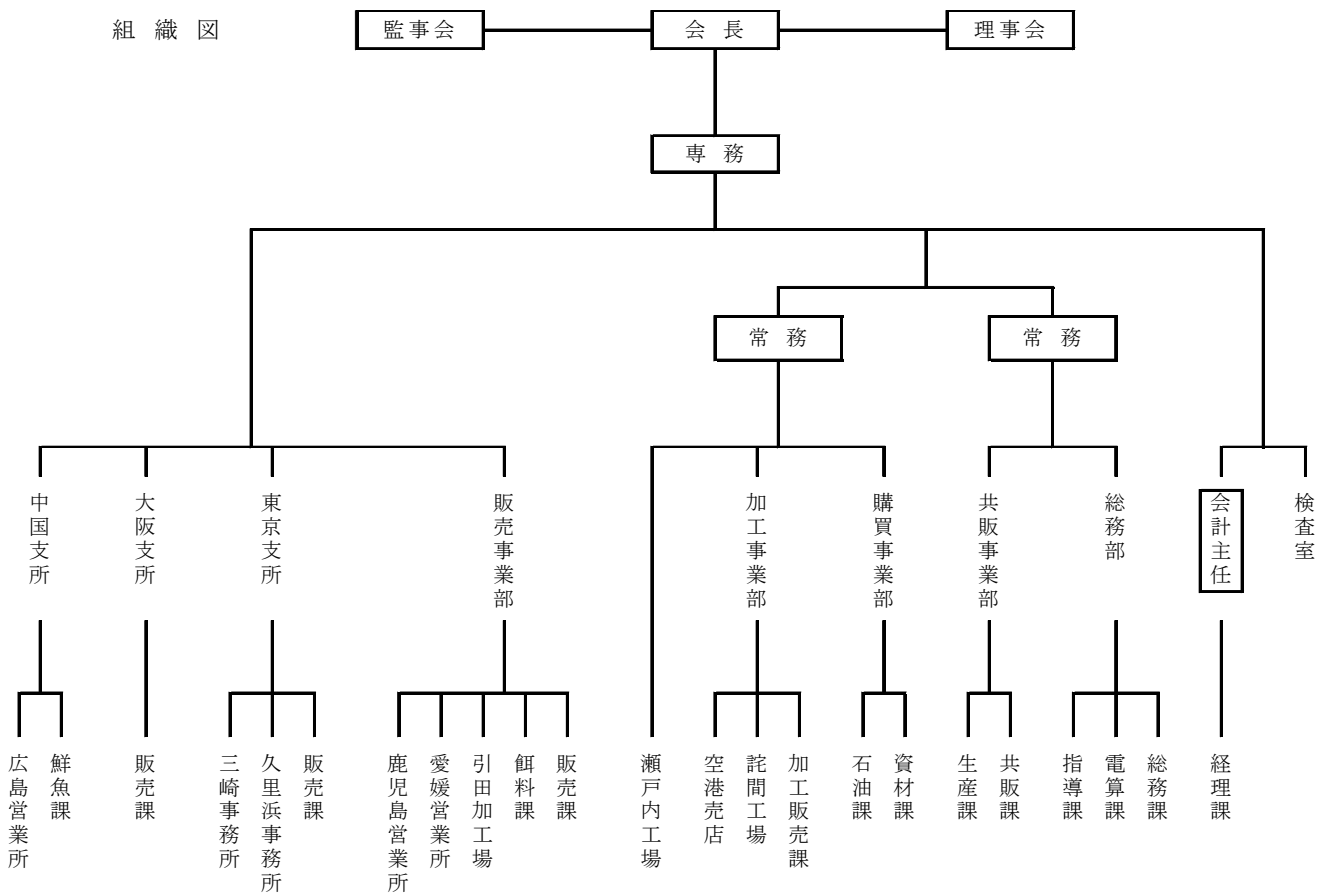 組織図
監事会
会長
理事会
専務
常務
常務
中国支所
大阪支所
東京支所
販売事業部
加工事業部
購買事業部
共販事業部
総務部
会計主任
検査室
広島営業所
鮮魚課
販売課
三崎事務所
久里浜事務所
販売課
鹿児島営業所
愛媛営業所
引田加工場
餌料課
販売課
瀬戸内工場
空港売店
詫間工場
加工販売課
石油課
資材課
生産課
共販課
指導課
電算課
総務課
経理課